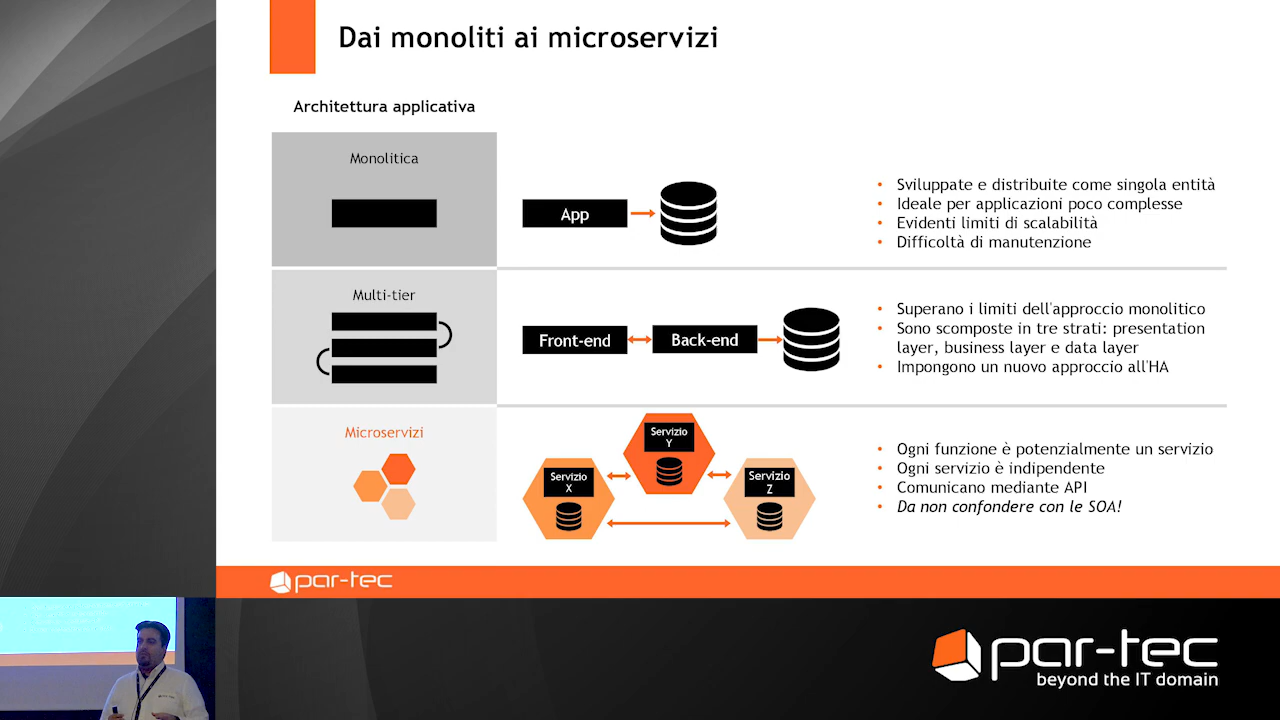 Dai monoliti ai microservizi
Architettura applicativa
Monolitica
App
• Sviluppate e distribuite come singola entità
• Ideale per applicazioni poco complesse
• Evidenti limiti di scalabilità
• Difficoltà di manutenzione
Multi-tier
Front-end
Back-end
• Superano i limiti dell'approccio monolitico
• Sono scomposte in tre strati: presentation
layer, business layer e data layer
• Impongono un nuovo approccio all'HA
Microservizi
Servizio
X
Servizio
Y
Servizio
Z
• Ogni funzione è potenzialmente un servizio
• Ogni servizio è indipendente
• Comunicano mediante API
• Da non confondere con le SOA!
par-tec
par-tec
beyond the IT domain